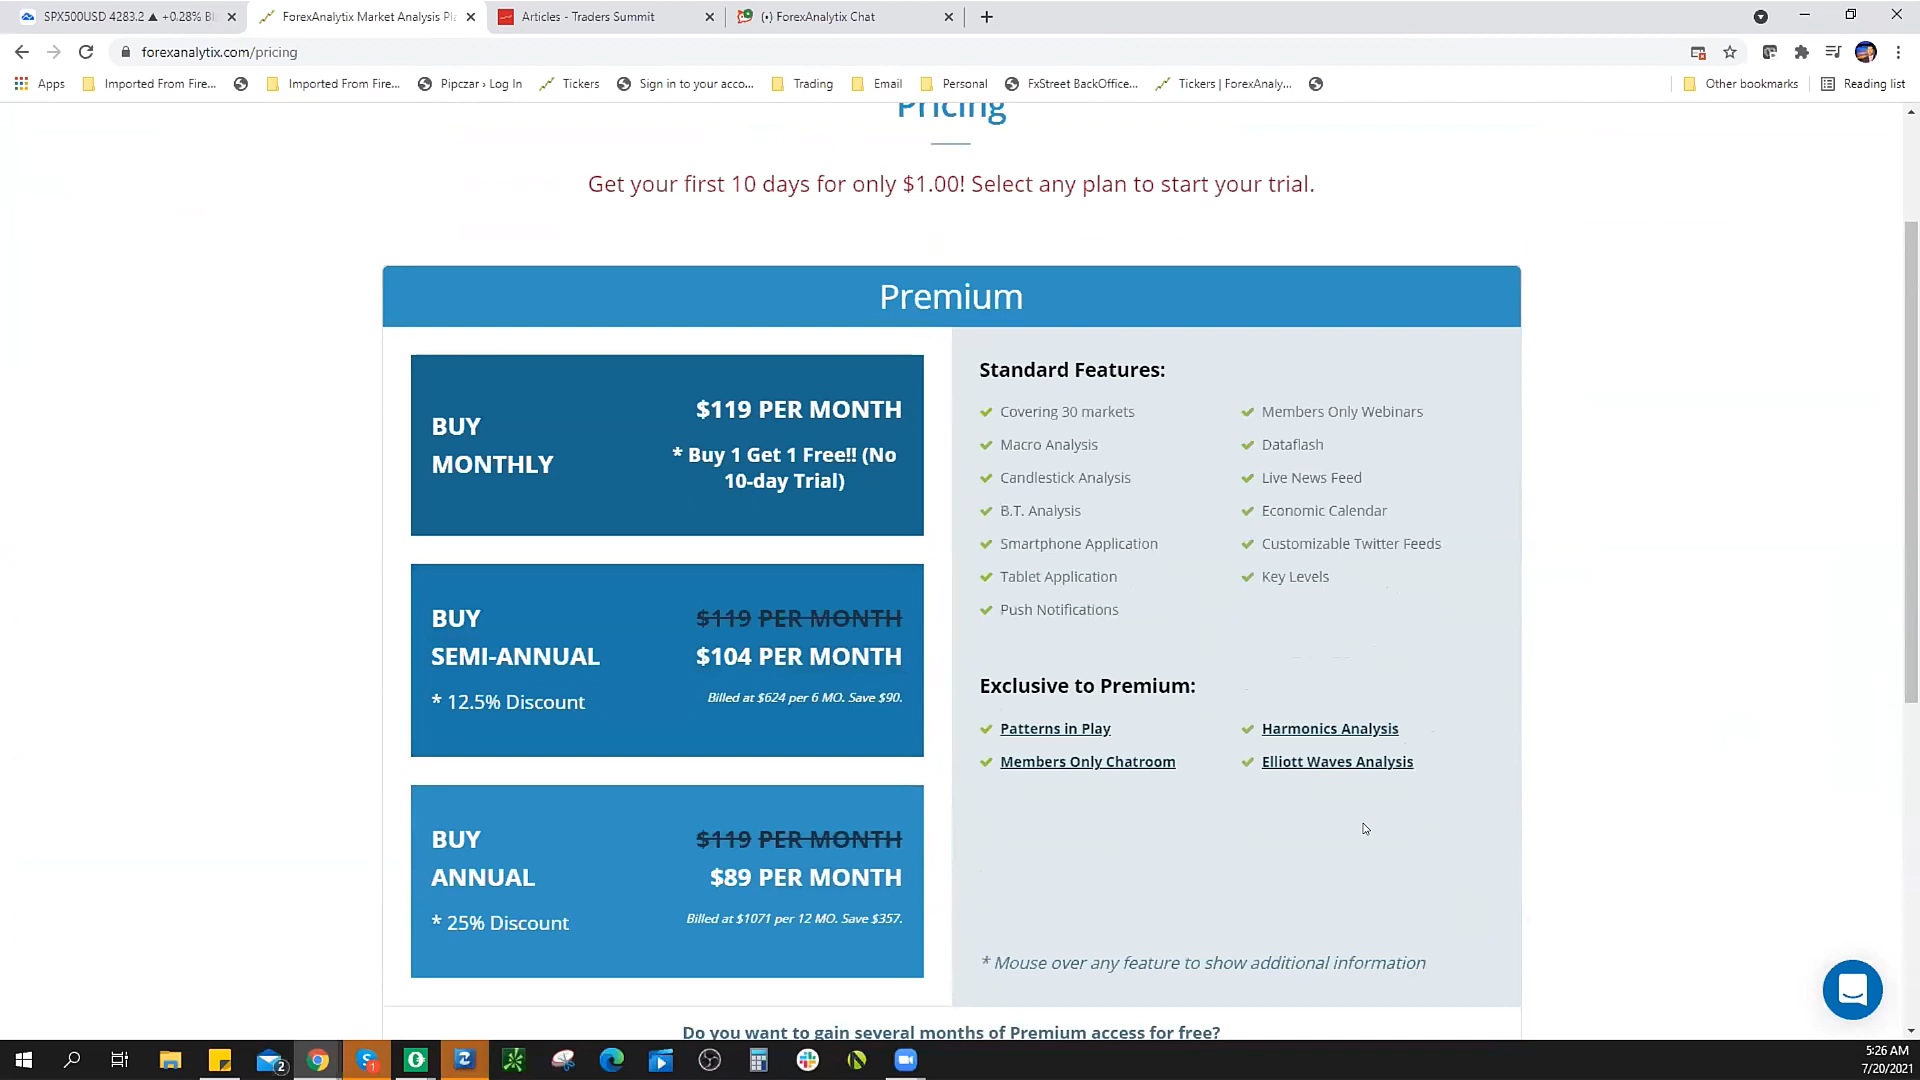 SPX500USD 4283.2 ▲ +0.28%
ForexAnalytix Market Analysis Pla
Articles - Traders Summit
(•) ForexAnalytix Chat
forexanalytix.com/pricing
Apps
Imported From Fire...
Imported From Fire...
Pipczar › Log In
Tickers
Sign in to your acco...
Trading
Email
Personal
FxStreet BackOffice...
Tickers | ForexAnaly...
Other bookmarks
Reading list
Pricing
Get your first 10 days for only $1.00! Select any plan to start your trial.
Premium
BUY
MONTHLY
$119 PER MONTH
* Buy 1 Get 1 Free!! (No
10-day Trial)
BUY
SEMI-ANNUAL
* 12.5% Discount
$119 PER MONTH
$104 PER MONTH
Billed at $624 per 6 MO. Save $90.
BUY
ANNUAL
* 25% Discount
$119 PER MONTH
$89 PER MONTH
Billed at $1071 per 12 MO. Save $357.
Standard Features:
Covering 30 markets
Macro Analysis
Candlestick Analysis
B.T. Analysis
Smartphone Application
Tablet Application
Push Notifications
Members Only Webinars
Dataflash
Live News Feed
Economic Calendar
Customizable Twitter Feeds
Key Levels
Exclusive to Premium:
Patterns in Play
Members Only Chatroom
Harmonics Analysis
Elliott Waves Analysis
* Mouse over any feature to show additional information
Do you want to gain several months of Premium access for free?
2
1
5:26 AM
7/20/2021